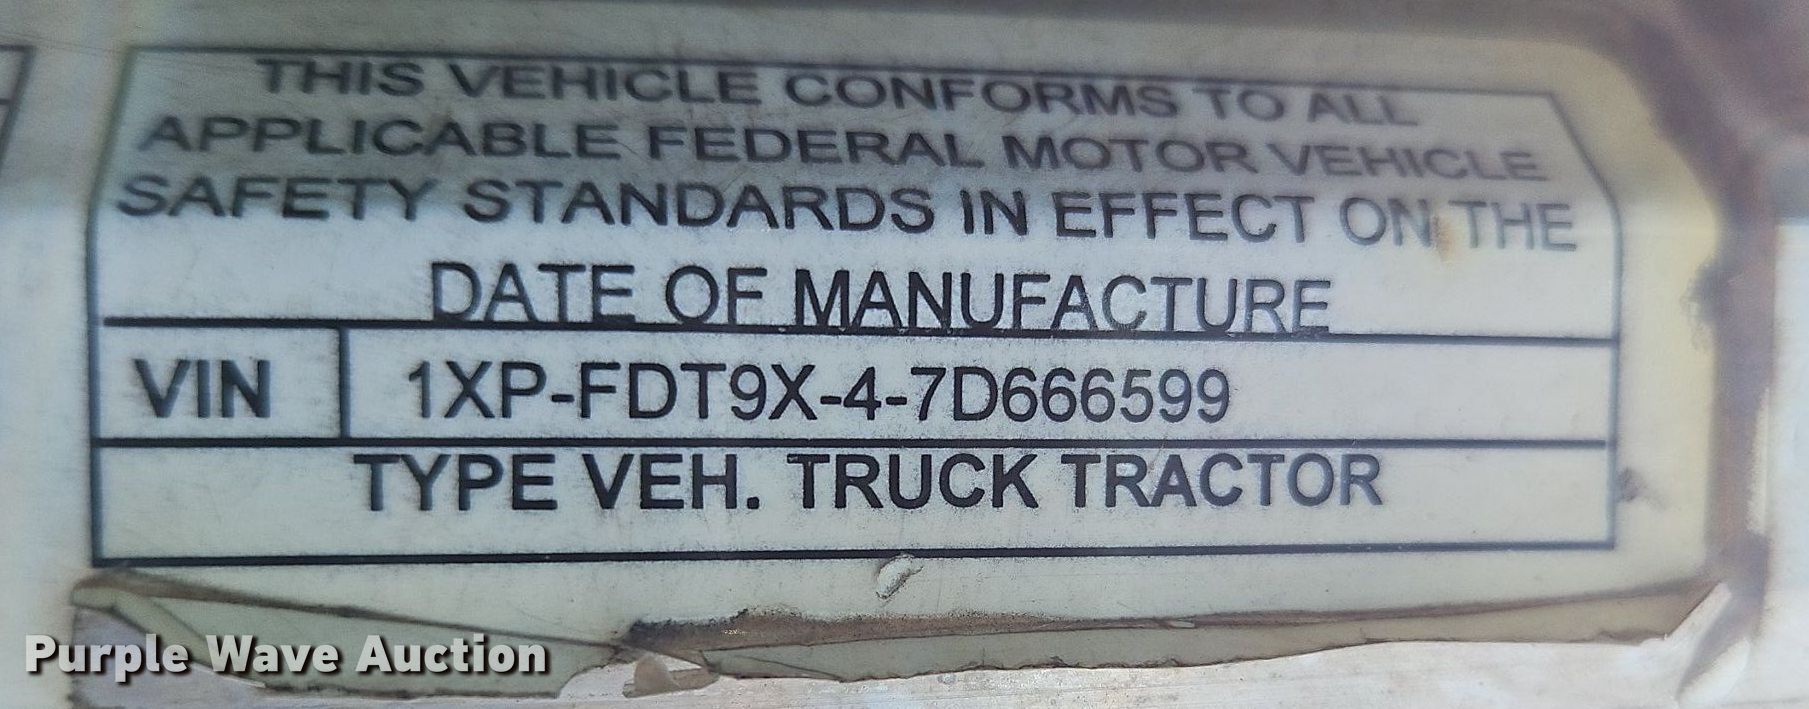 THIS VEHICLE CONFORMS TO ALL
APPLICABLE FEDERAL MOTOR VEHICLE
SAFETY STANDARDS IN EFFECT ON THE
DATE OF MANUFACTURE
VIN 1XP-FDT9X-4-7D666599
TYPE VEH. TRUCK TRACTOR
Purple Wave Auction